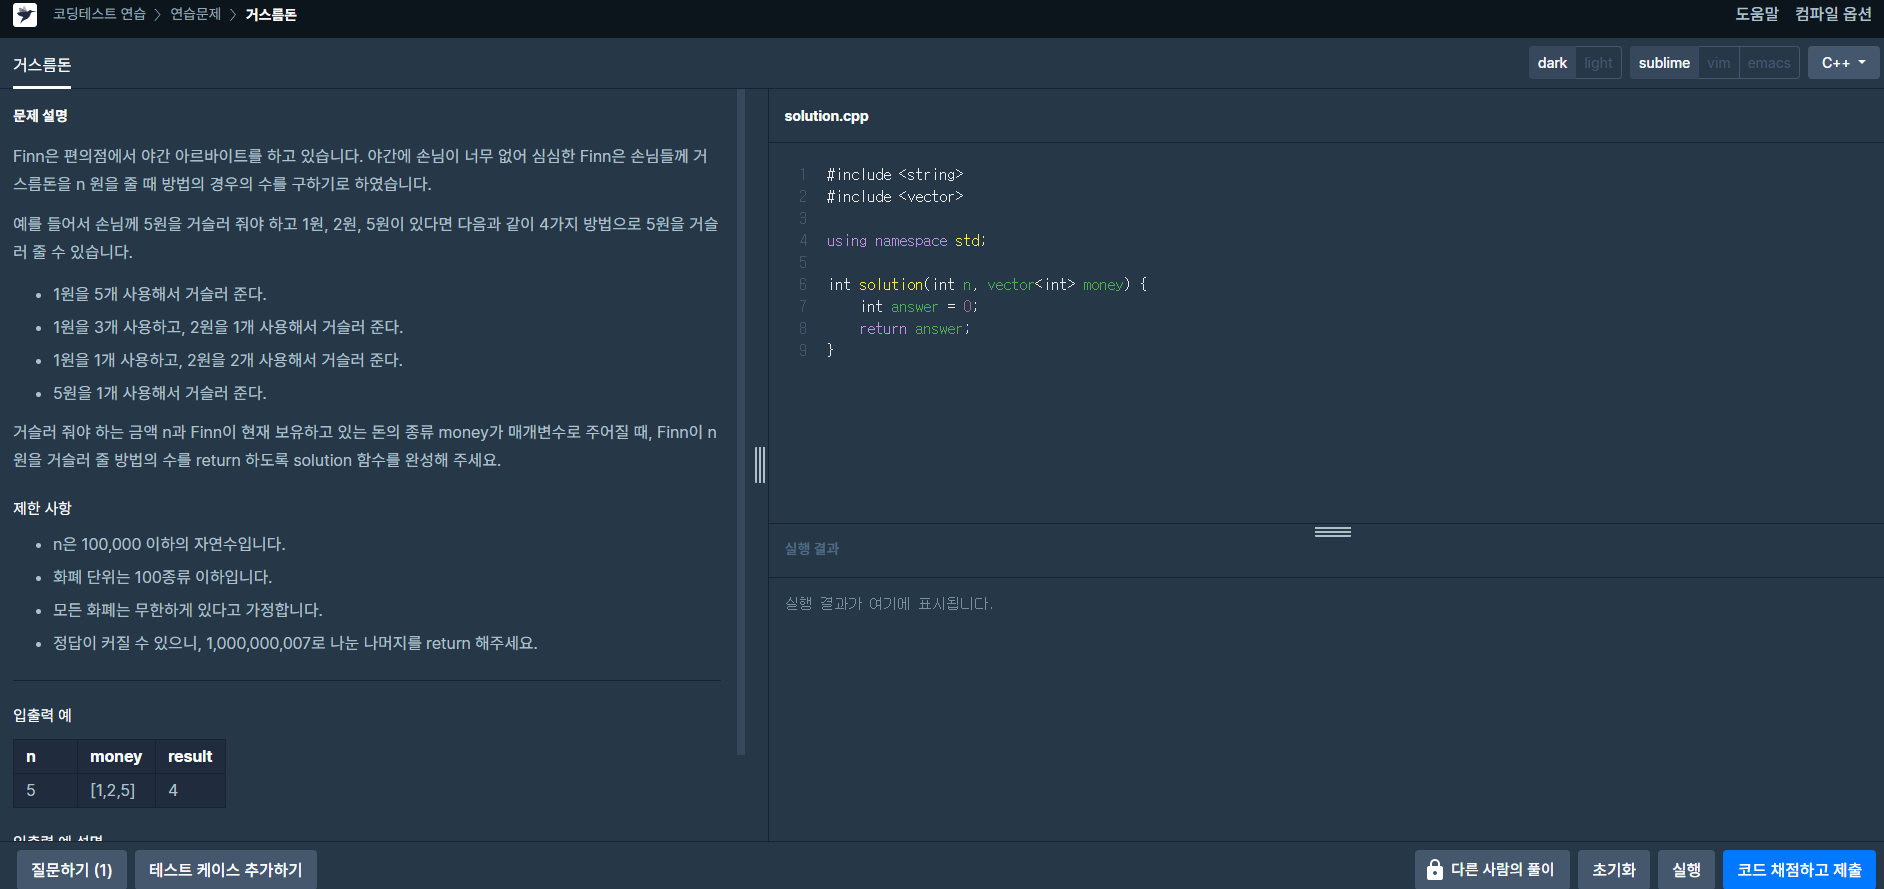 코딩테스트 연습 > 연습문제 > 거스름돈
도움말 컴파일 옵션
거스름돈
dark light sublime vim emacs C++
문제 설명
Finn은 편의점에서 야간 아르바이트를 하고 있습니다. 야간에 손님이 너무 없어 심심한 Finn은 손님들께 거
스름돈을 n 원을 줄 때 방법의 경우의 수를 구하기로 하였습니다.
예를 들어서 손님께 5원을 거슬러 줘야 하고 1원, 2원, 5원이 있다면 다음과 같이 4가지 방법으로 5원을 거슬
러 줄 수 있습니다.
• 1원을 5개 사용해서 거슬러 준다.
• 1원을 3개 사용하고, 2원을 1개 사용해서 거슬러 준다.
• 1원을 1개 사용하고, 2원을 2개 사용해서 거슬러 준다.
• 5원을 1개 사용해서 거슬러 준다.
거슬러 줘야 하는 금액 n과 Finn이 현재 보유하고 있는 돈의 종류 money가 매개변수로 주어질 때, Finn이 n
원을 거슬러 줄 방법의 수를 return 하도록 solution 함수를 완성해 주세요.
제한 사항
• n은 100,000 이하의 자연수입니다.
• 화폐 단위는 100종류 이하입니다.
• 모든 화폐는 무한하게 있다고 가정합니다.
• 정답이 커질 수 있으니, 1,000,000,007로 나눈 나머지를 return 해주세요.
입출력 예
n money result
5 [1,2,5] 4
입출력 예 설명
solution.cpp
1 #include <string>
2 #include <vector>
3
4 using namespace std;
5
6 int solution(int n, vector<int> money) {
7     int answer = 0;
8     return answer;
9 }
실행 결과
실행 결과가 여기에 표시됩니다.
질문하기 (1) 테스트 케이스 추가하기
다른 사람의 풀이 초기화 실행 코드 채점하고 제출